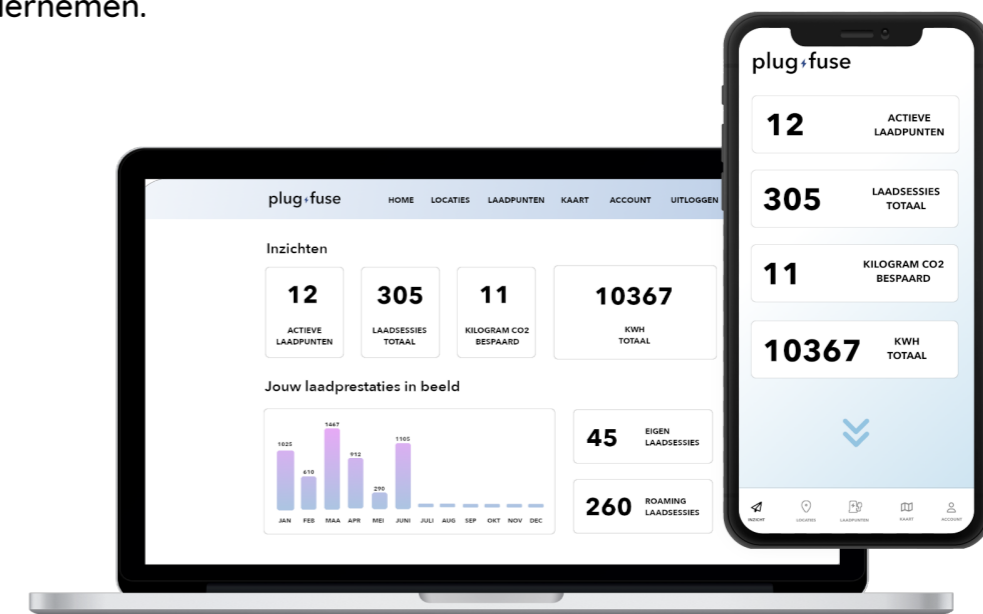 dernemen.
plug fuse
HOME LOCATIES LAADPUNTEN KAART ACCOUNT UITLOGGEN
Inzichten
12
ACTIEVE
LAADPUNTEN
305
LAADSESSIES
TOTAAL
11
KILOGRAM CO2
BESPAARD
10367
KWH
TOTAAL
Jouw laadprestaties in beeld
1025
610
1467
912
290
1105
JAN FEB MAA APR MEI JUNI JULI AUG SEP OKT NOV DEC
45
EIGEN
LAADSESSIES
260
ROAMING
LAADSESSIES
plug fuse
12
ACTIEVE
LAADPUNTEN
305
LAADSESSIES
TOTAAL
11
KILOGRAM CO2
BESPAARD
10367
KWH
TOTAAL
INZICHT LOCATIES LAADPUNTEN KAART ACCOUNT